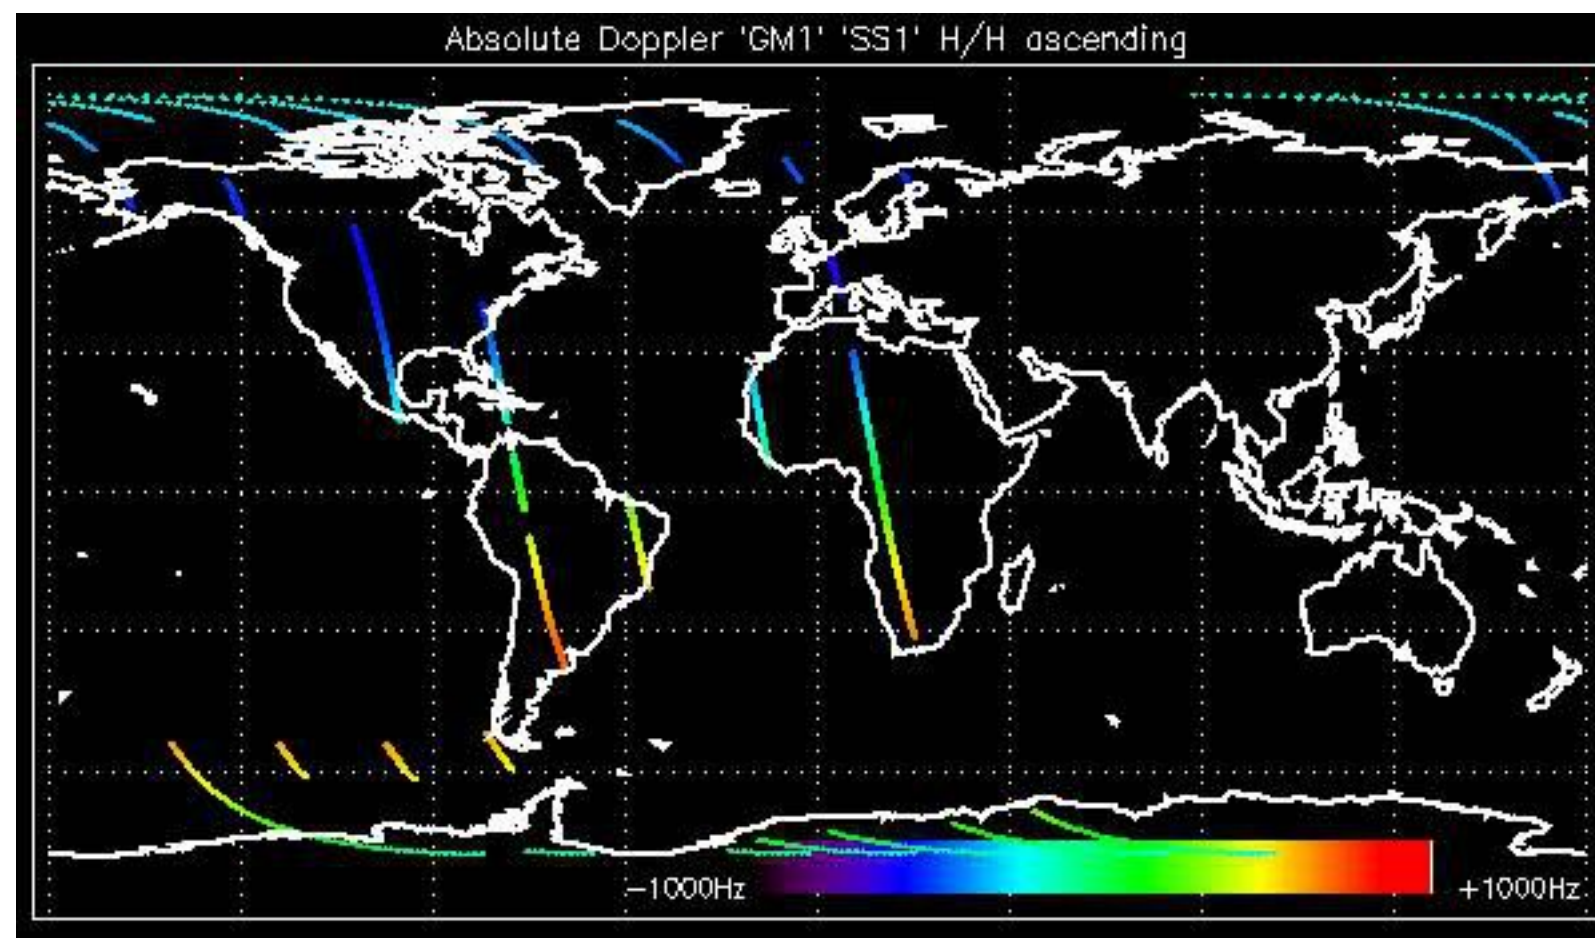 Absolute Doppler 'GM1' 'SS1' H/H ascending
−1000Hz
+1000Hz